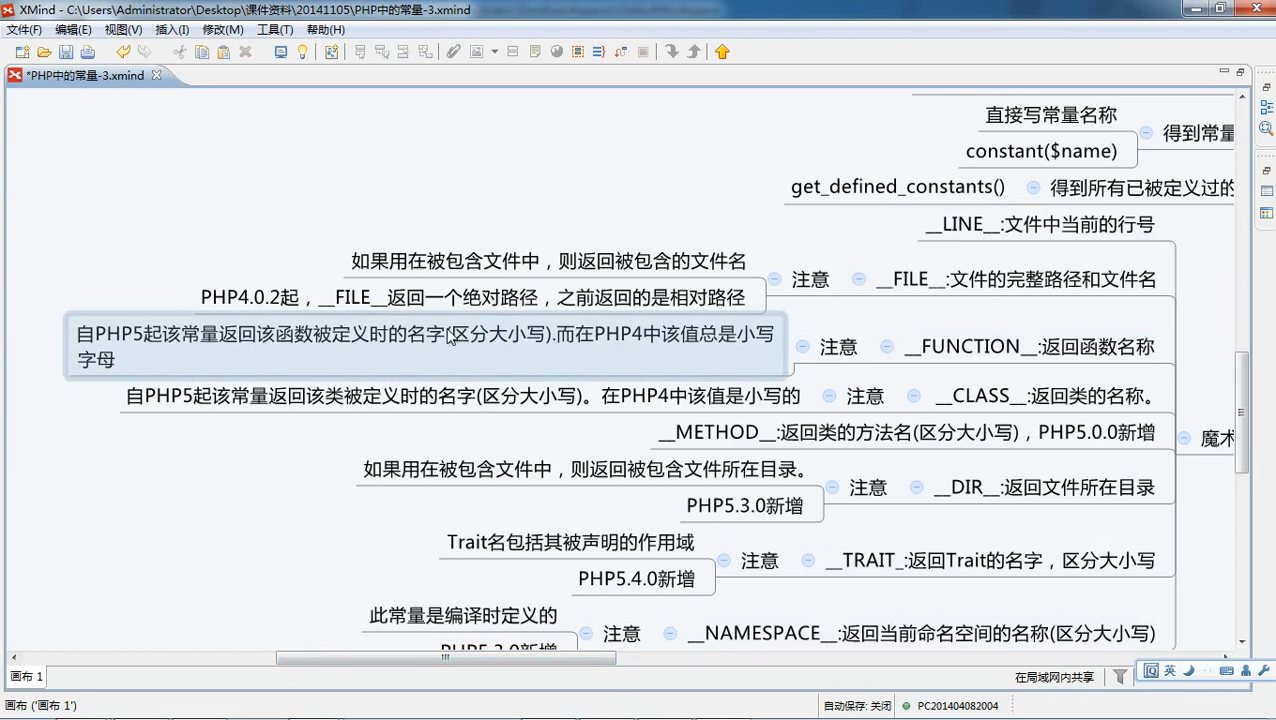 XMind - C:\Users\Administrator\Desktop\课件资料\20141105\PHP中的常量-3.xmind
文件(F) 编辑(E) 视图(V) 插入(I) 修改(M) 工具(T) 帮助(H)
*PHP中的常量-3.xmind
直接写常量名称
得到常量
constant($name)
get_defined_constants() 得到所有已被定义过的
__LINE__:文件中当前的行号
如果用在被包含文件中，则返回被包含的文件名
注意 __FILE__:文件的完整路径和文件名
PHP4.0.2起，__FILE__返回一个绝对路径，之前返回的是相对路径
自PHP5起该常量返回该函数被定义时的名字(区分大小写).而在PHP4中该值总是小写
字母
注意 __FUNCTION__:返回函数名称
自PHP5起该常量返回该类被定义时的名字(区分大小写)。在PHP4中该值是小写的 注意 __CLASS__:返回类的名称。
__METHOD__:返回类的方法名(区分大小写)，PHP5.0.0新增
魔术
如果用在被包含文件中，则返回被包含文件所在目录。
注意 __DIR__:返回文件所在目录
PHP5.3.0新增
Trait名包括其被声明的作用域
注意 __TRAIT_:返回Trait的名字，区分大小写
PHP5.4.0新增
此常量是编译时定义的
注意 __NAMESPACE__:返回当前命名空间的名称(区分大小写)
PHP5.3.0新增
画布 1
在局域网内共享
英
画布 ('画布 1')
自动保存: 关闭
PC201404082004